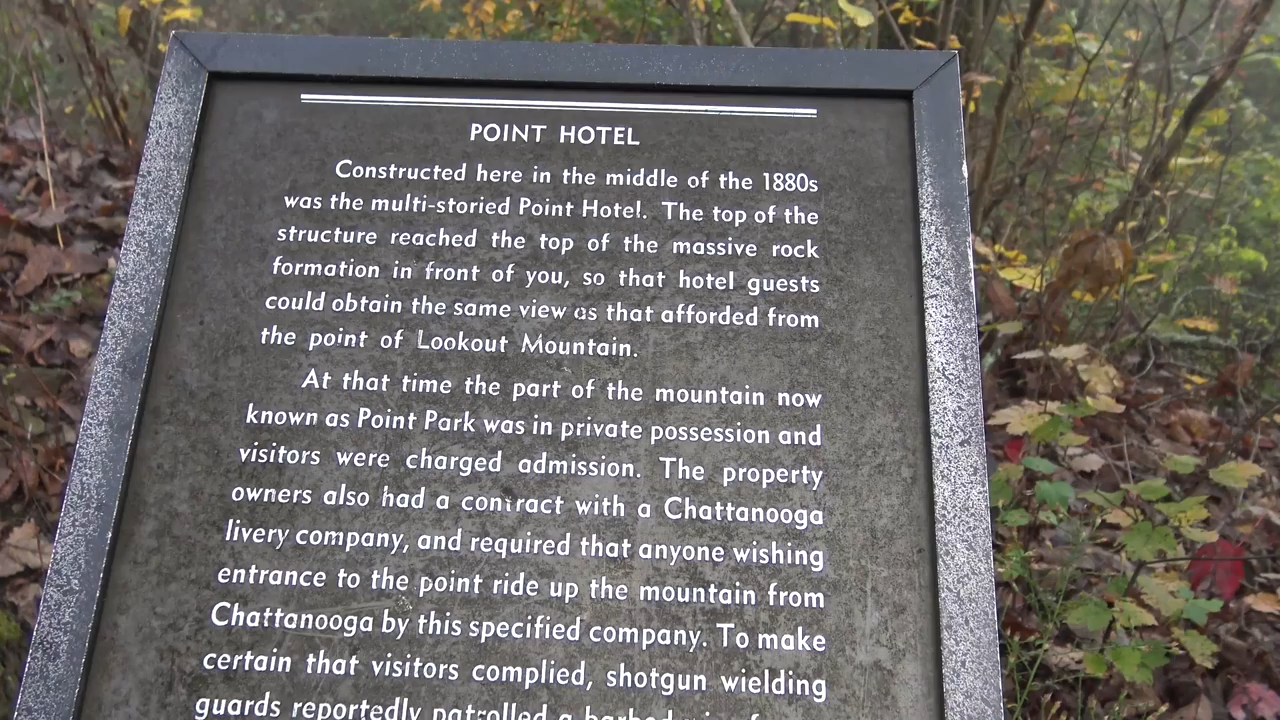 POINT HOTEL
Constructed here in the middle of the 1880s
was the multi-storied Point Hotel. The top of the
structure reached the top of the massive rock
formation in front of you, so that hotel guests
could obtain the same view as that afforded from
the point of Lookout Mountain.
At that time the part of the mountain now
known as Point Park was in private possession and
visitors were charged admission. The property
owners also had a contract with a Chattanooga
livery company, and required that anyone wishing
entrance to the point ride up the mountain from
Chattanooga by this specified company. To make
certain that visitors complied, shotgun wielding
guards reportedly patrolled a